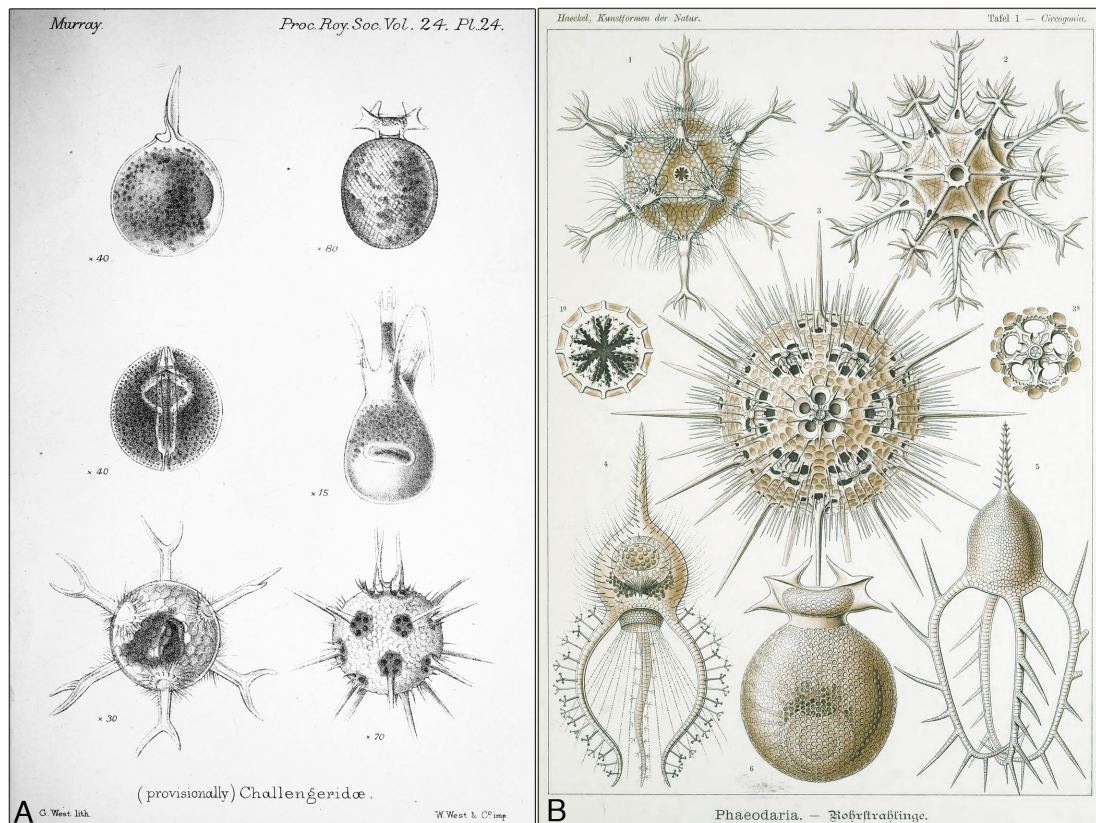 Murray. Proc. Roy. Soc. Vol. 24. Pl. 24.
× 40
× 80
× 40
× 15
× 30
× 70
(provisionally) Challengeridæ.
A
G. West lith.
W. West & Cº imp.
Haeckel, Kunstformen der Natur. Tafel 1 — Circogonia.
1
2
3
1ª
3ª
4
5
6
B
Phaeodaria. — Rohrstrahlinge.